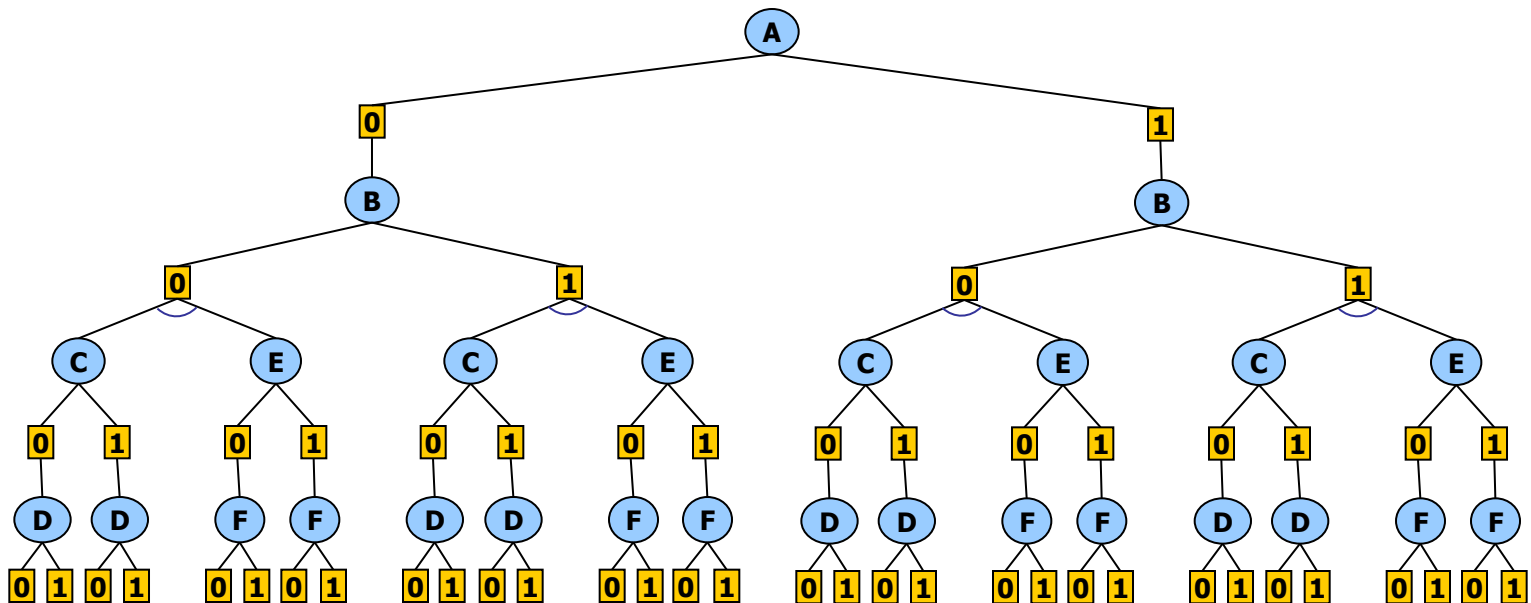 A
0 1
B B
0 1 0 1
C E C E C E C E
0 1 0 1 0 1 0 1 0 1 0 1 0 1 0 1
D D F F D D F F D D F F D D F F
0 1 0 1 0 1 0 1 0 1 0 1 0 1 0 1 0 1 0 1 0 1 0 1 0 1 0 1 0 1 0 1